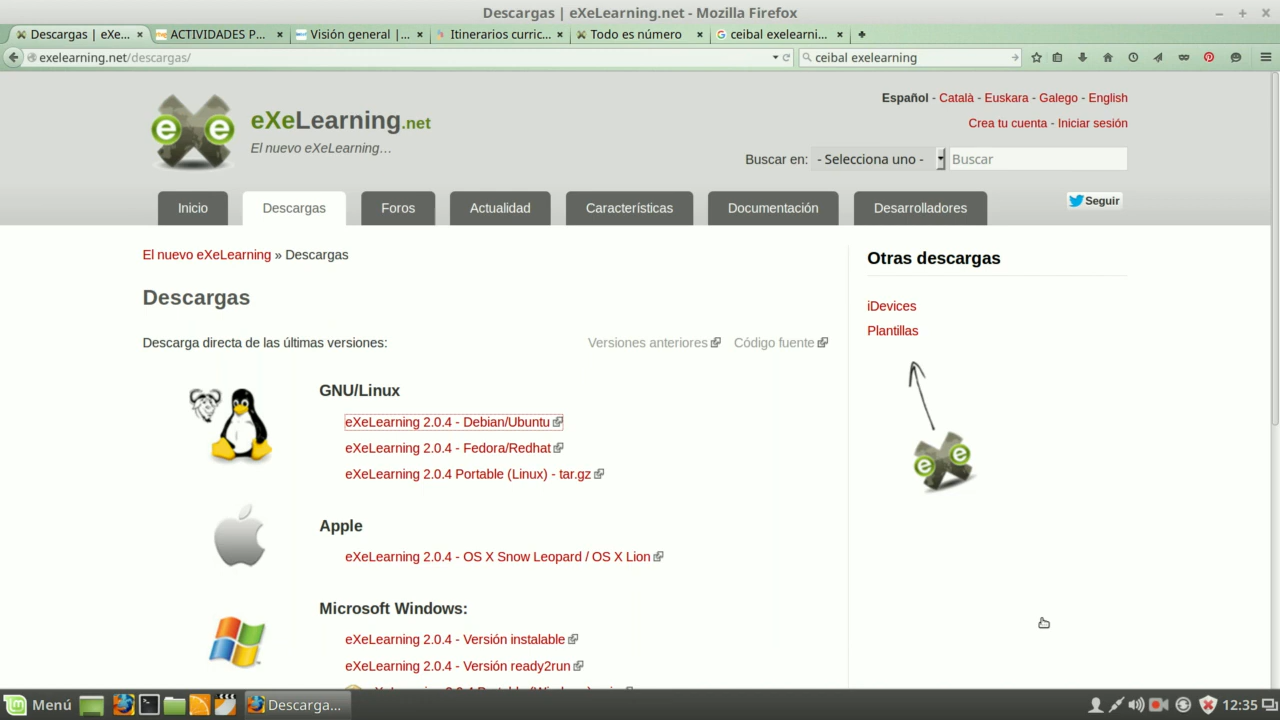 Descargas | eXeLearning.net - Mozilla Firefox
Descargas | eXe...
ACTIVIDADES P...
Visión general |...
Itinerarios curric...
Todo es número
ceibal exelearni...
exelearning.net/descargas/
ceibal exelearning
Español - Català - Euskara - Galego - English
eXeLearning.net
Crea tu cuenta - Iniciar sesión
El nuevo eXeLearning…
Buscar en: - Selecciona uno - Buscar
Inicio
Descargas
Foros
Actualidad
Características
Documentación
Desarrolladores
Seguir
El nuevo eXeLearning » Descargas
Otras descargas
Descargas
iDevices
Plantillas
Descarga directa de las últimas versiones:
Versiones anteriores
Código fuente
GNU/Linux
eXeLearning 2.0.4 - Debian/Ubuntu
eXeLearning 2.0.4 - Fedora/Redhat
eXeLearning 2.0.4 Portable (Linux) - tar.gz
Apple
eXeLearning 2.0.4 - OS X Snow Leopard / OS X Lion
Microsoft Windows:
eXeLearning 2.0.4 - Versión instalable
eXeLearning 2.0.4 - Versión ready2run
Menú
Descarga...
12:35